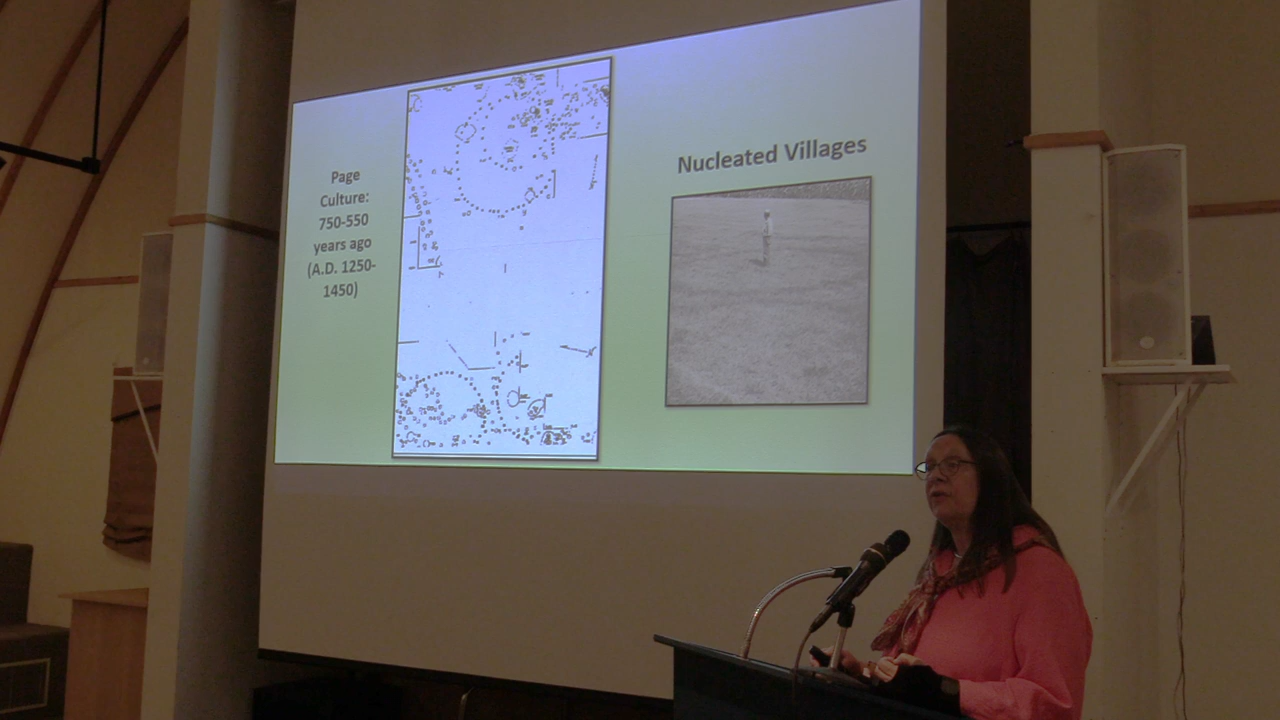 Page
Culture:
750-550
years ago
(A.D. 1250-
1450)
Nucleated Villages